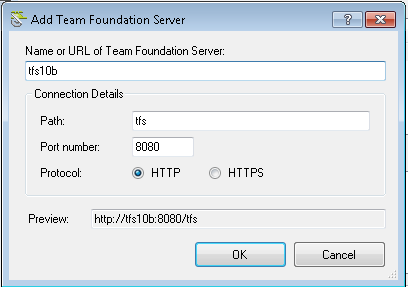 Add Team Foundation Server
Name or URL of Team Foundation Server:
tfs10b
Connection Details
Path: tfs
Port number: 8080
Protocol: HTTP HTTPS
Preview: http://tfs10b:8080/tfs
OK Cancel